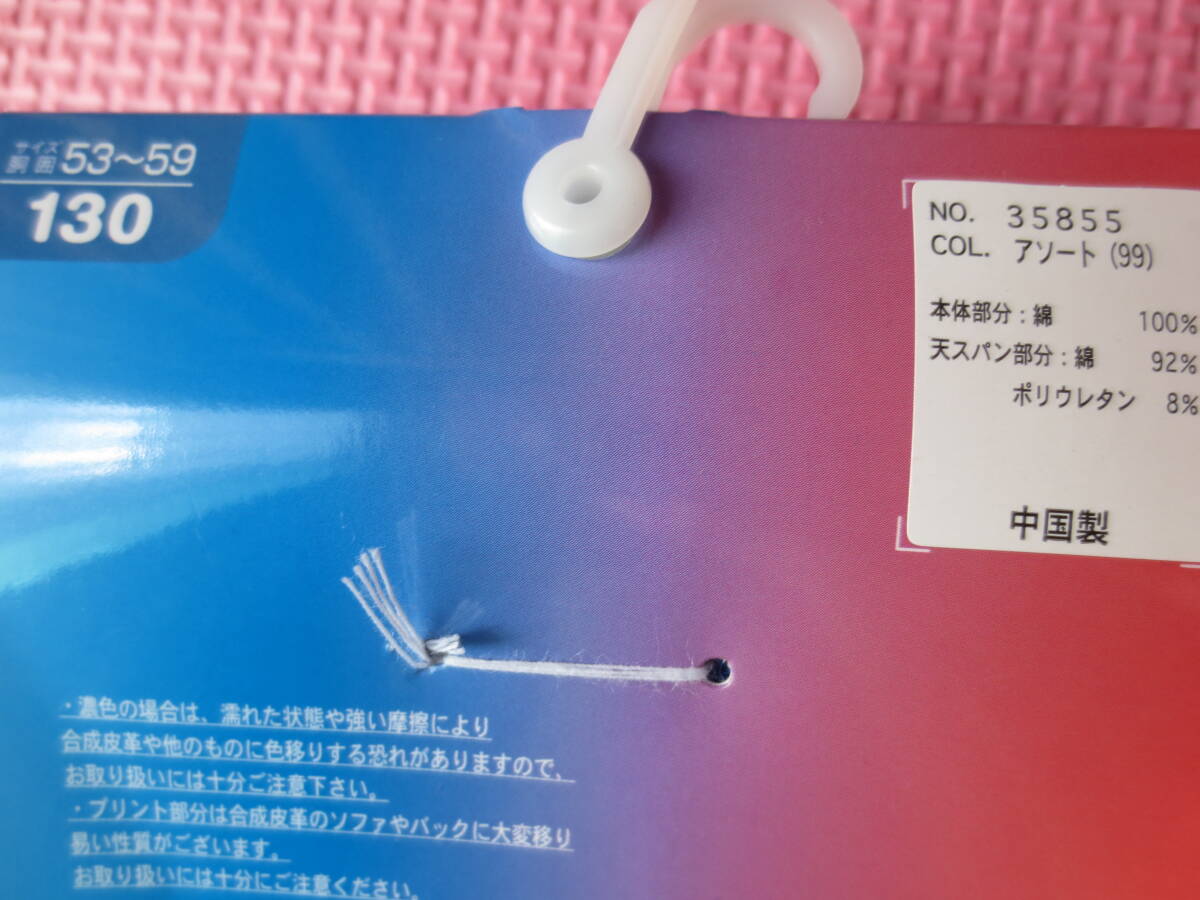 サイズ
胴囲 53～59
130
NO. 35855
COL. アソート (99)
本体部分：綿 100%
天スパン部分：綿 92%
ポリウレタン 8%
中国製
・濃色の場合は、濡れた状態や強い摩擦により
合成皮革や他のものに色移りする恐れがありますので、
お取り扱いには十分ご注意下さい。
・プリント部分は合成皮革のソファやバックに大変移り
易い性質がございます。
お取り扱いには十分にご注意ください。